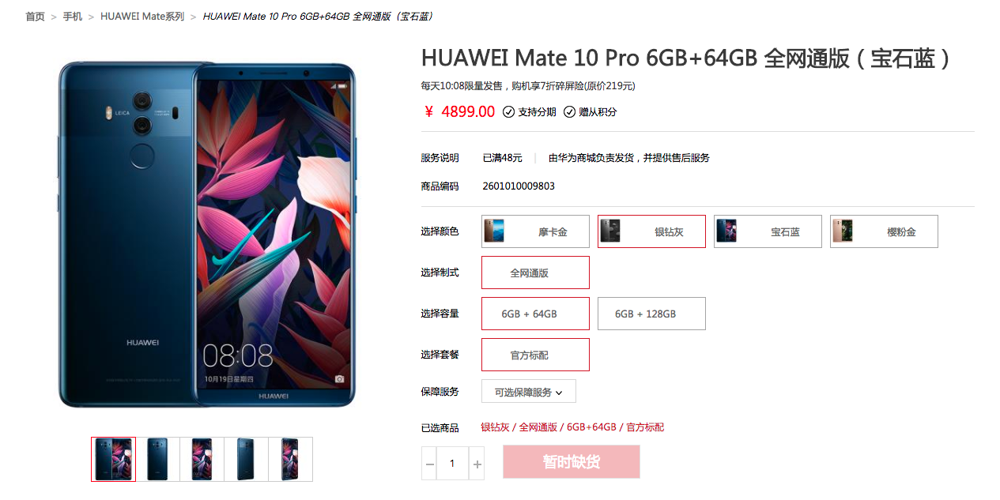 首页 > 手机 > HUAWEI Mate系列 > HUAWEI Mate 10 Pro 6GB+64GB 全网通版（宝石蓝）
HUAWEI Mate 10 Pro 6GB+64GB 全网通版（宝石蓝）
每天10:08限量发售，购机享7折碎屏险(原价219元)
¥ 4899.00 支持分期 赠从积分
服务说明 已满48元 | 由华为商城负责发货，并提供售后服务
商品编码 2601010009803
选择颜色 摩卡金 银钻灰 宝石蓝 樱粉金
选择制式 全网通版
选择容量 6GB + 64GB 6GB + 128GB
选择套餐 官方标配
保障服务 可选保障服务
已选商品 银钻灰 / 全网通版 / 6GB+64GB / 官方标配
− 1 + 暂时缺货
LEICA
HUAWEI
08:08
10月19日星期四
HUAWEI